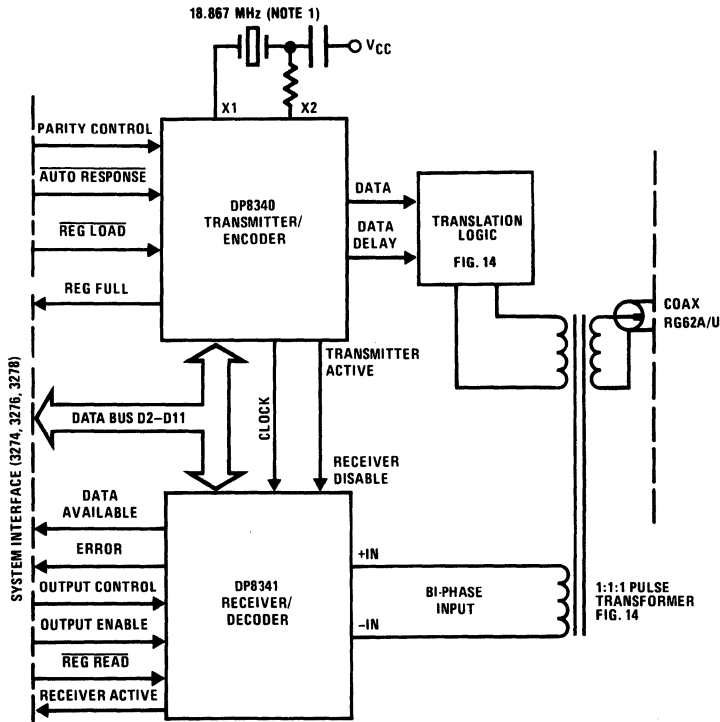 18.867 MHz (NOTE 1)
VCC
X1
X2
PARITY CONTROL
AUTO RESPONSE
REG LOAD
REG FULL
DP8340
TRANSMITTER/
ENCODER
DATA
DATA
DELAY
TRANSLATION
LOGIC
FIG. 14
COAX
RG62A/U
TRANSMITTER
ACTIVE
CLOCK
DATA BUS D2–D11
RECEIVER
DISABLE
SYSTEM INTERFACE (3274, 3276, 3278)
DATA
AVAILABLE
ERROR
OUTPUT CONTROL
OUTPUT ENABLE
REG READ
RECEIVER ACTIVE
DP8341
RECEIVER/
DECODER
+IN
BI-PHASE
INPUT
–IN
1:1:1 PULSE
TRANSFORMER
FIG. 14